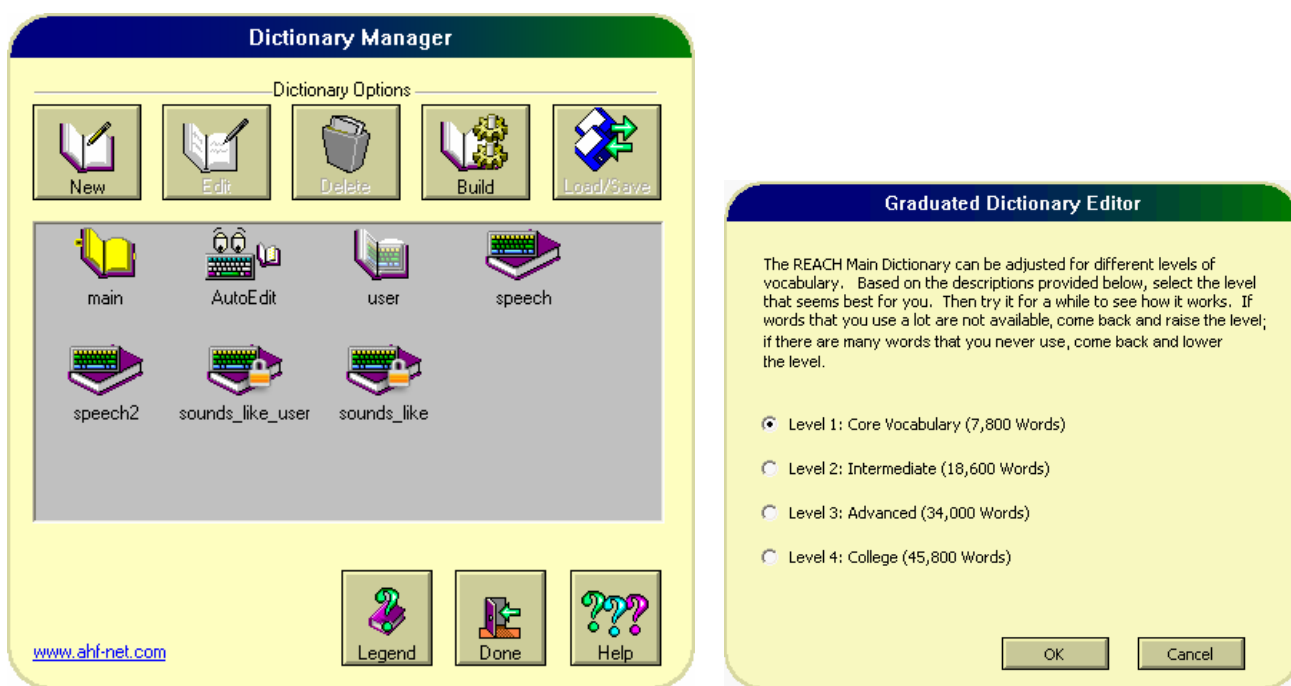 Dictionary Manager
Dictionary Options
New
Edit
Delete
Build
Load/Save
main
AutoEdit
user
speech
speech2
sounds_like_user
sounds_like
www.ahf-net.com
Legend
Done
Help
Graduated Dictionary Editor
The REACH Main Dictionary can be adjusted for different levels of
vocabulary.  Based on the descriptions provided below, select the level
that seems best for you.  Then try it for a while to see how it works.  If
words that you use a lot are not available, come back and raise the level;
if there are many words that you never use, come back and lower
the level.
Level 1: Core Vocabulary (7,800 Words)
Level 2: Intermediate (18,600 Words)
Level 3: Advanced (34,000 Words)
Level 4: College (45,800 Words)
OK
Cancel